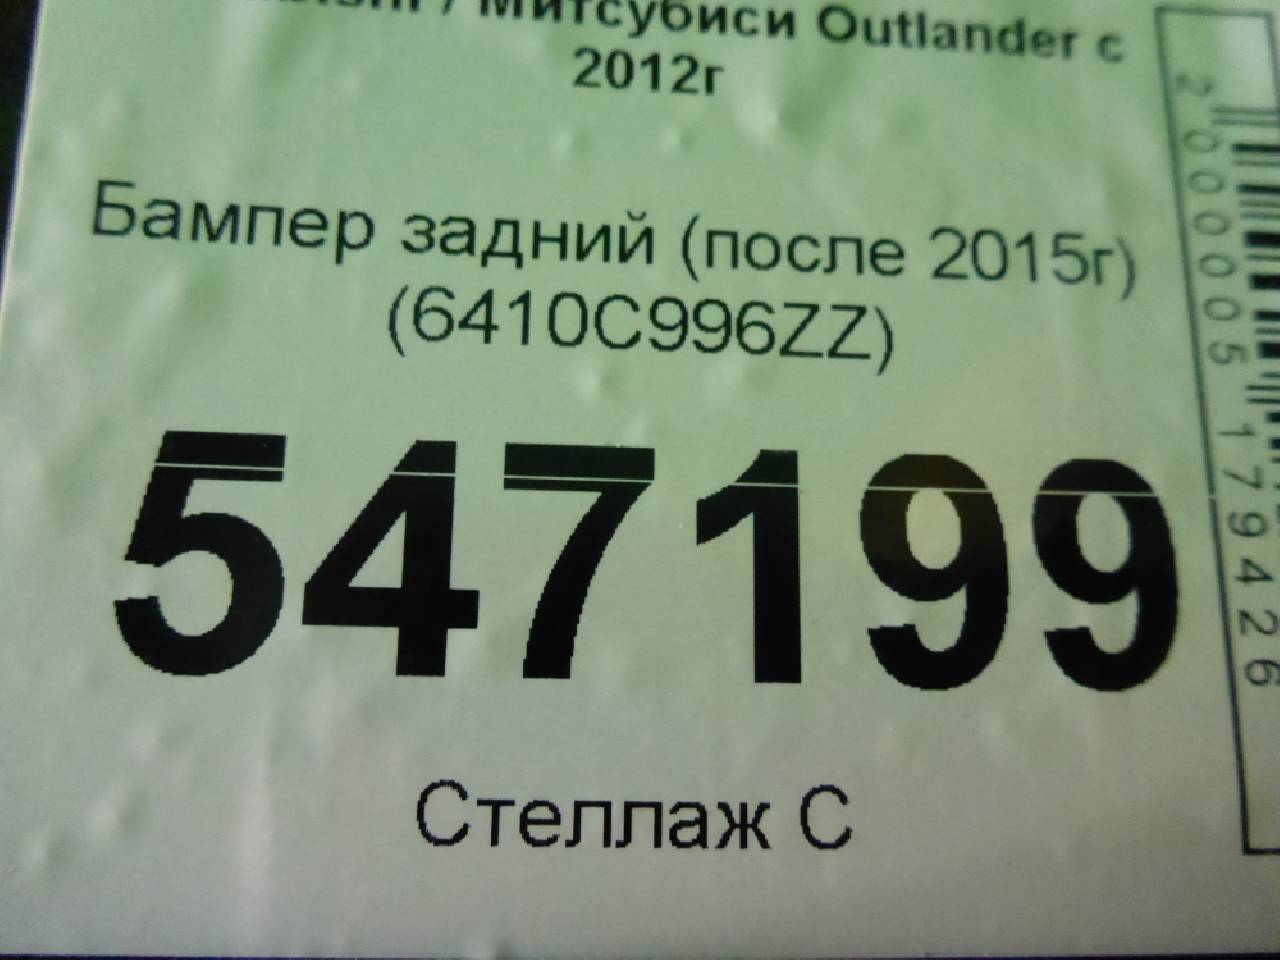 / Митсубиси Outlander с
2012г
Бампер задний (после 2015г)
(6410C996ZZ)
547199
Стеллаж С
2000005179426